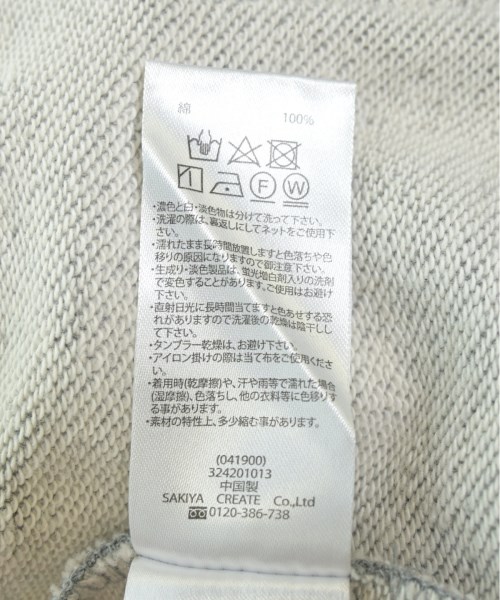 綿 100%
F W
・濃色と白・淡色物は分けて洗って下さい。
・洗濯の際は、裏返しにしてネットをご使用下
さい。
・濡れたまま長時間放置しますと色落ちや色
移りの原因になりますので御注意下さい。
・生成り・淡色製品は、蛍光増白剤入りの洗剤
で変色することがあります。ご使用はお避け
下さい。
・直射日光に長時間当てますと色あせする恐
れがありますので洗濯後の乾燥は陰干しし
て下さい。
・タンブラー乾燥は、お避け下さい。
・アイロン掛けの際は当て布をご使用くださ
い。
・着用時(乾摩擦)や、汗や雨等で濡れた場合
(湿摩擦)、色落ちし、他の衣料等に色移りす
る事があります。
・素材の特性上、多少縮む事があります。
(041900)
324201013
中国製
SAKIYA CREATE Co.,Ltd
0120-386-738